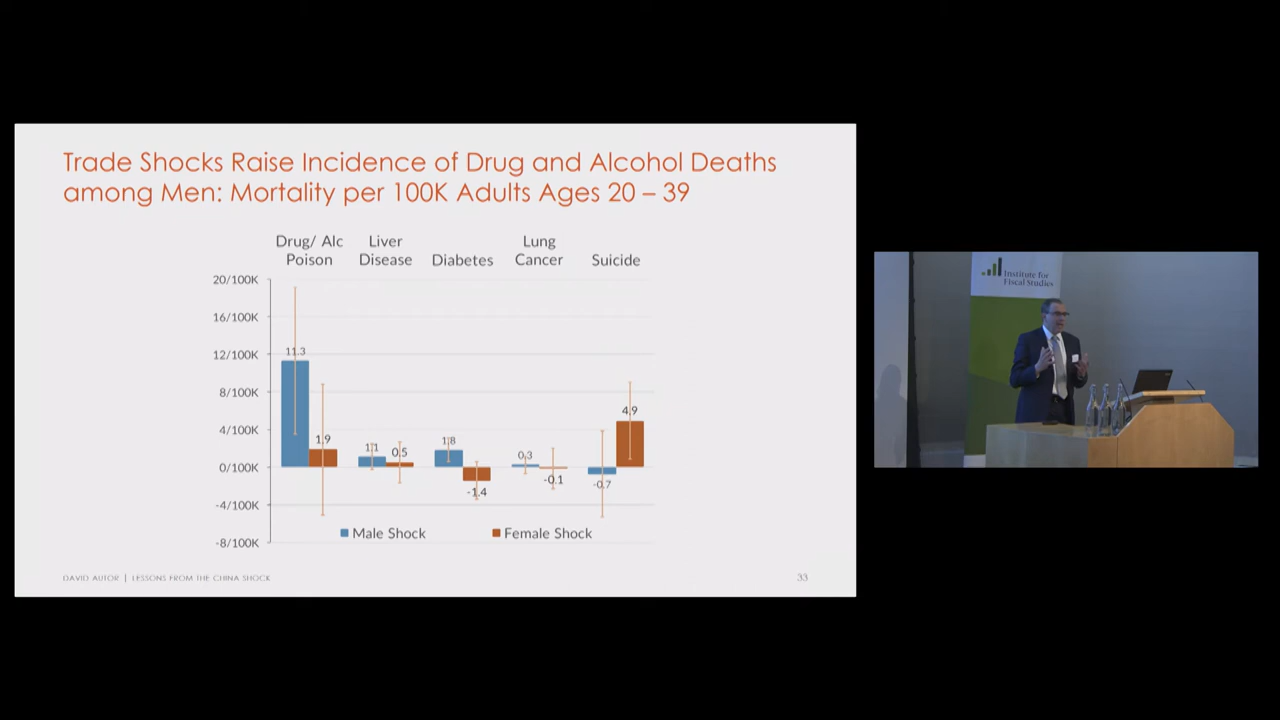 Trade Shocks Raise Incidence of Drug and Alcohol Deaths
among Men: Mortality per 100K Adults Ages 20 – 39
Drug/ Alc
Poison
Liver
Disease
Diabetes
Lung
Cancer
Suicide
20/100K
16/100K
12/100K
8/100K
4/100K
0/100K
-4/100K
-8/100K
11.3
1.9
1.1
0.5
1.8
-1.4
0.3
-0.1
-0.7
4.9
Male Shock
Female Shock
DAVID AUTOR | LESSONS FROM THE CHINA SHOCK
33
Institute for
Fiscal Studies